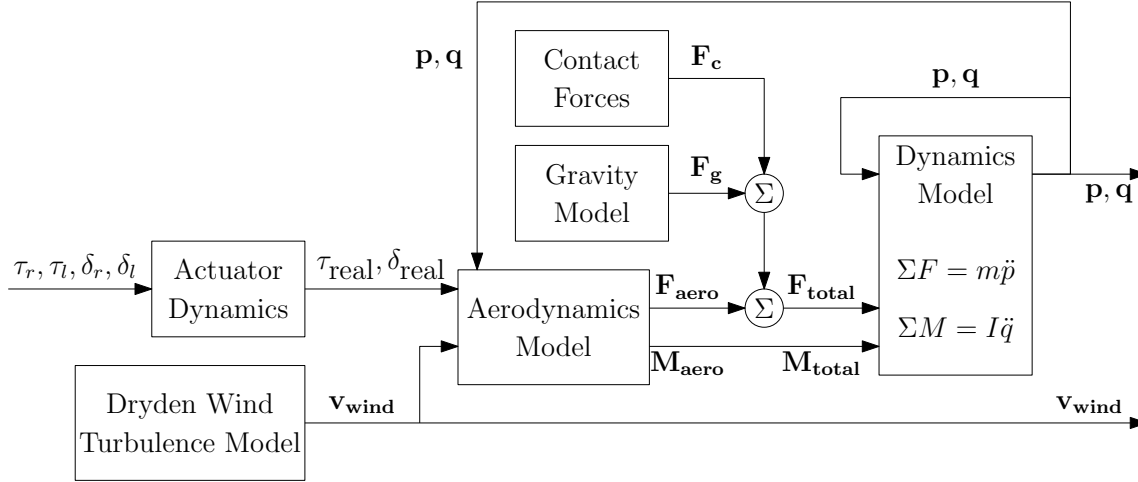 p, q
Contact
Forces
F_c
p, q
Gravity
Model
F_g
Σ
Dynamics
Model
p, q
ΣF = mp̈
ΣM = Iq̈
τ_r, τ_l, δ_r, δ_l
Actuator
Dynamics
τ_real, δ_real
Aerodynamics
Model
F_aero
Σ
F_total
M_aero
M_total
Dryden Wind
Turbulence Model
v_wind
v_wind